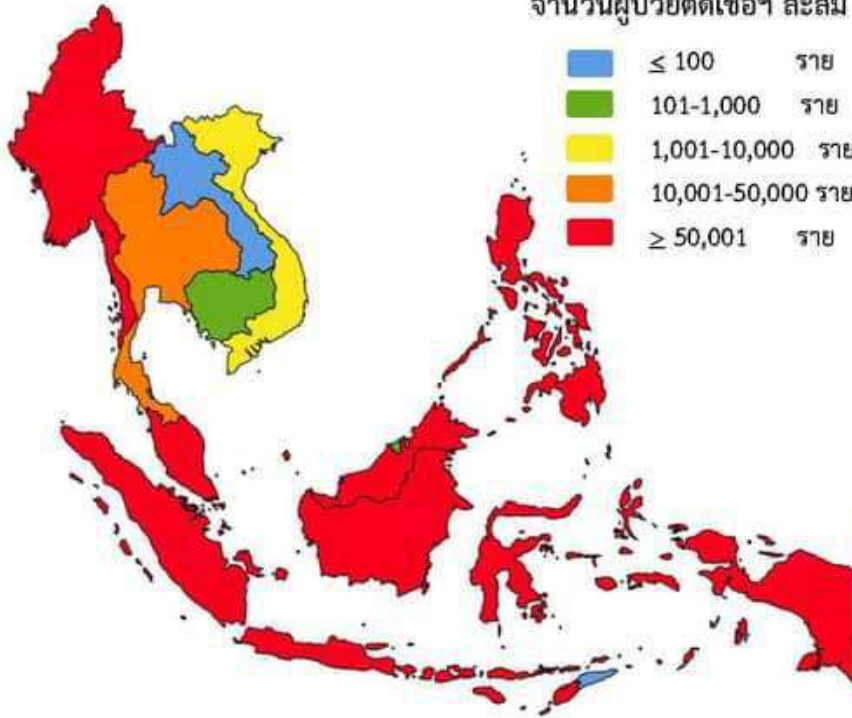 จำนวนผู้ป่วยติดเชื้อฯ สะสม
≤ 100 ราย
101-1,000 ราย
1,001-10,000 ราย
10,001-50,000 ราย
≥ 50,001 ราย